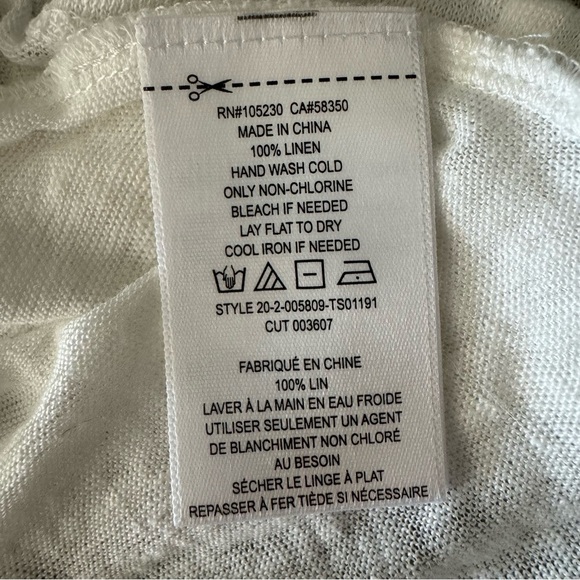 RN#105230 CA#58350
MADE IN CHINA
100% LINEN
HAND WASH COLD
ONLY NON-CHLORINE
BLEACH IF NEEDED
LAY FLAT TO DRY
COOL IRON IF NEEDED
STYLE 20-2-005809-TS01191
CUT 003607
FABRIQUÉ EN CHINE
100% LIN
LAVER À LA MAIN EN EAU FROIDE
UTILISER SEULEMENT UN AGENT
DE BLANCHIMENT NON CHLORÉ
AU BESOIN
SÉCHER LE LINGE À PLAT
REPASSER À FER TIÈDE SI NÉCESSAIRE